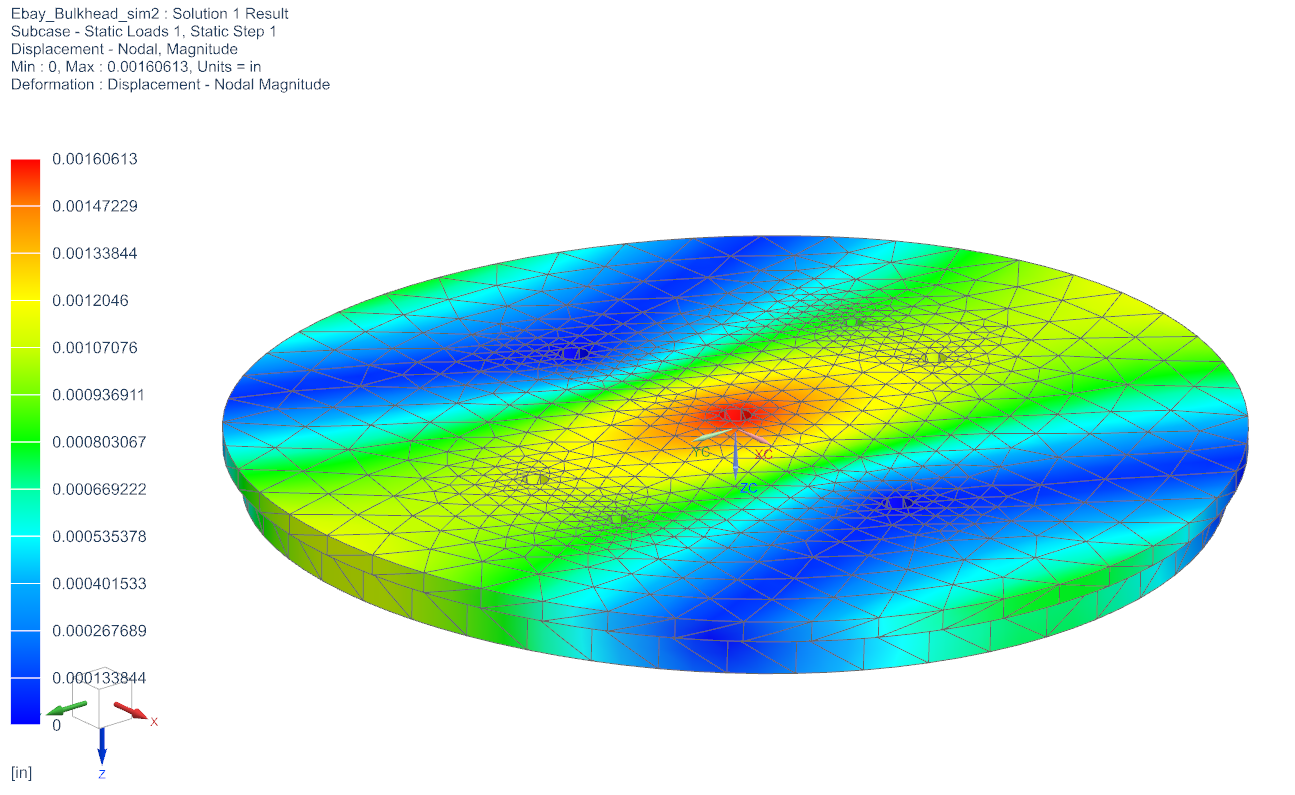 Ebay_Bulkhead_sim2 : Solution 1 Result
Subcase - Static Loads 1, Static Step 1
Displacement - Nodal, Magnitude
Min : 0, Max : 0.00160613, Units = in
Deformation : Displacement - Nodal Magnitude
0.00160613
0.00147229
0.00133844
0.0012046
0.00107076
0.000936911
0.000803067
0.000669222
0.000535378
0.000401533
0.000267689
0.000133844
0
[in]
YC
XC
ZC
X
Z